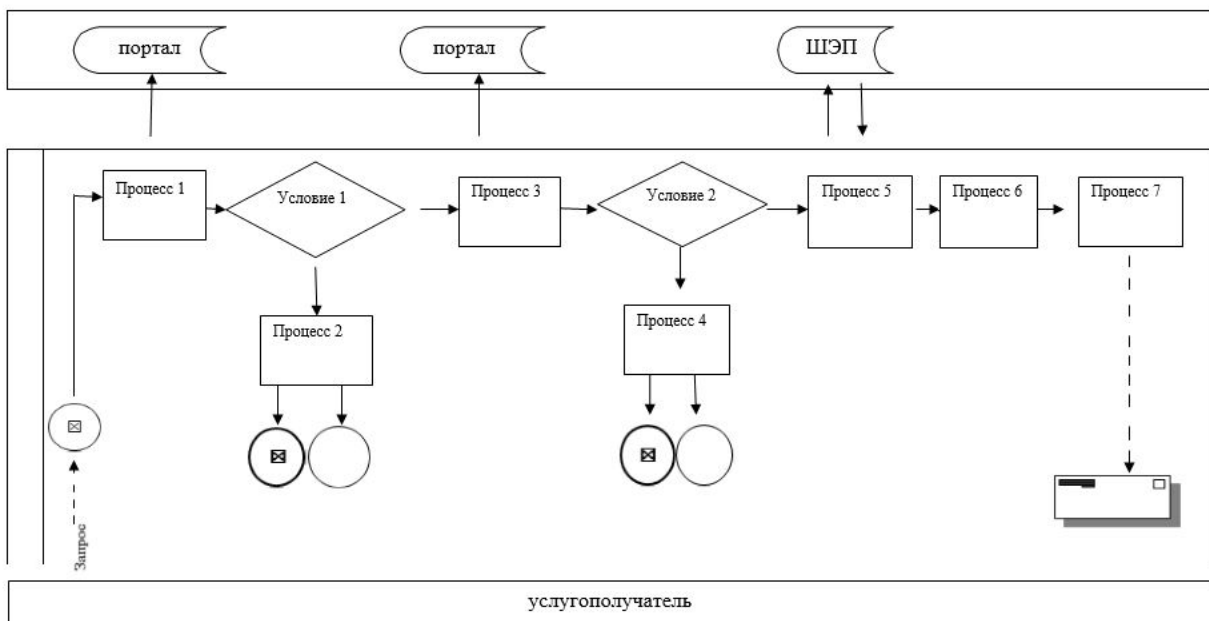 портал
портал
ШЭП
Процесс 1
Условие 1
Процесс 3
Условие 2
Процесс 5
Процесс 6
Процесс 7
Процесс 2
Процесс 4
Запрос
услугополучатель